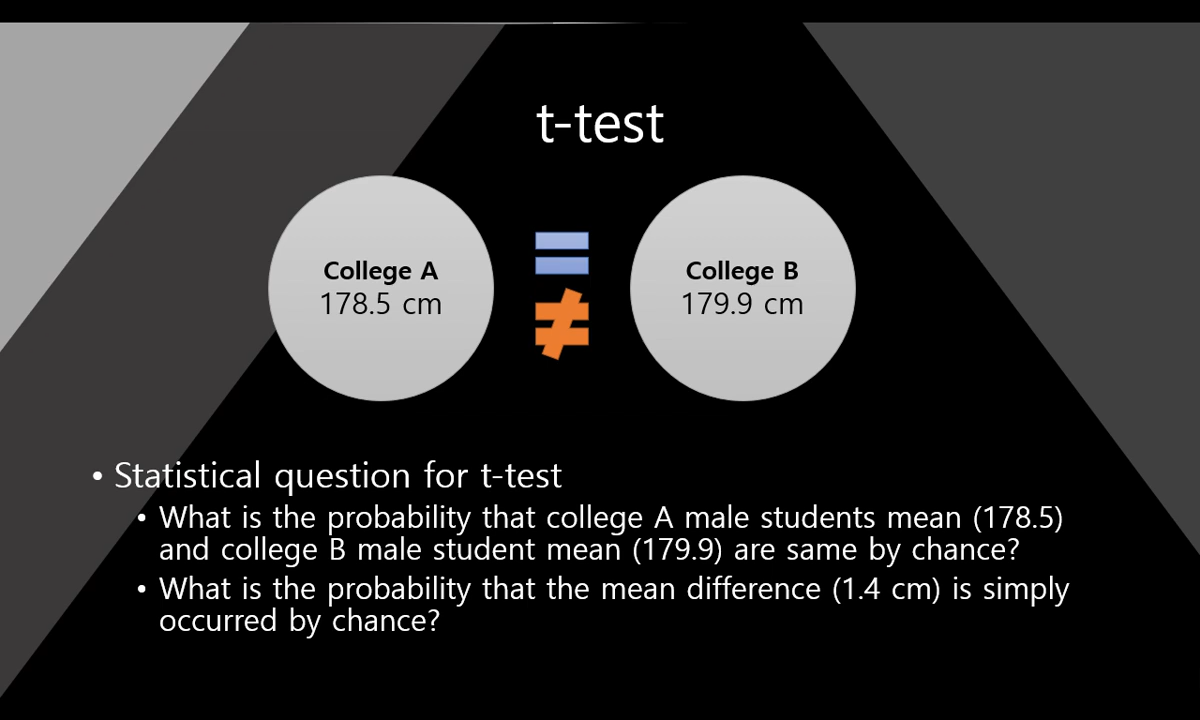 t-test
College A
178.5 cm
=
≠
College B
179.9 cm
• Statistical question for t-test
• What is the probability that college A male students mean (178.5)
and college B male student mean (179.9) are same by chance?
• What is the probability that the mean difference (1.4 cm) is simply
occurred by chance?